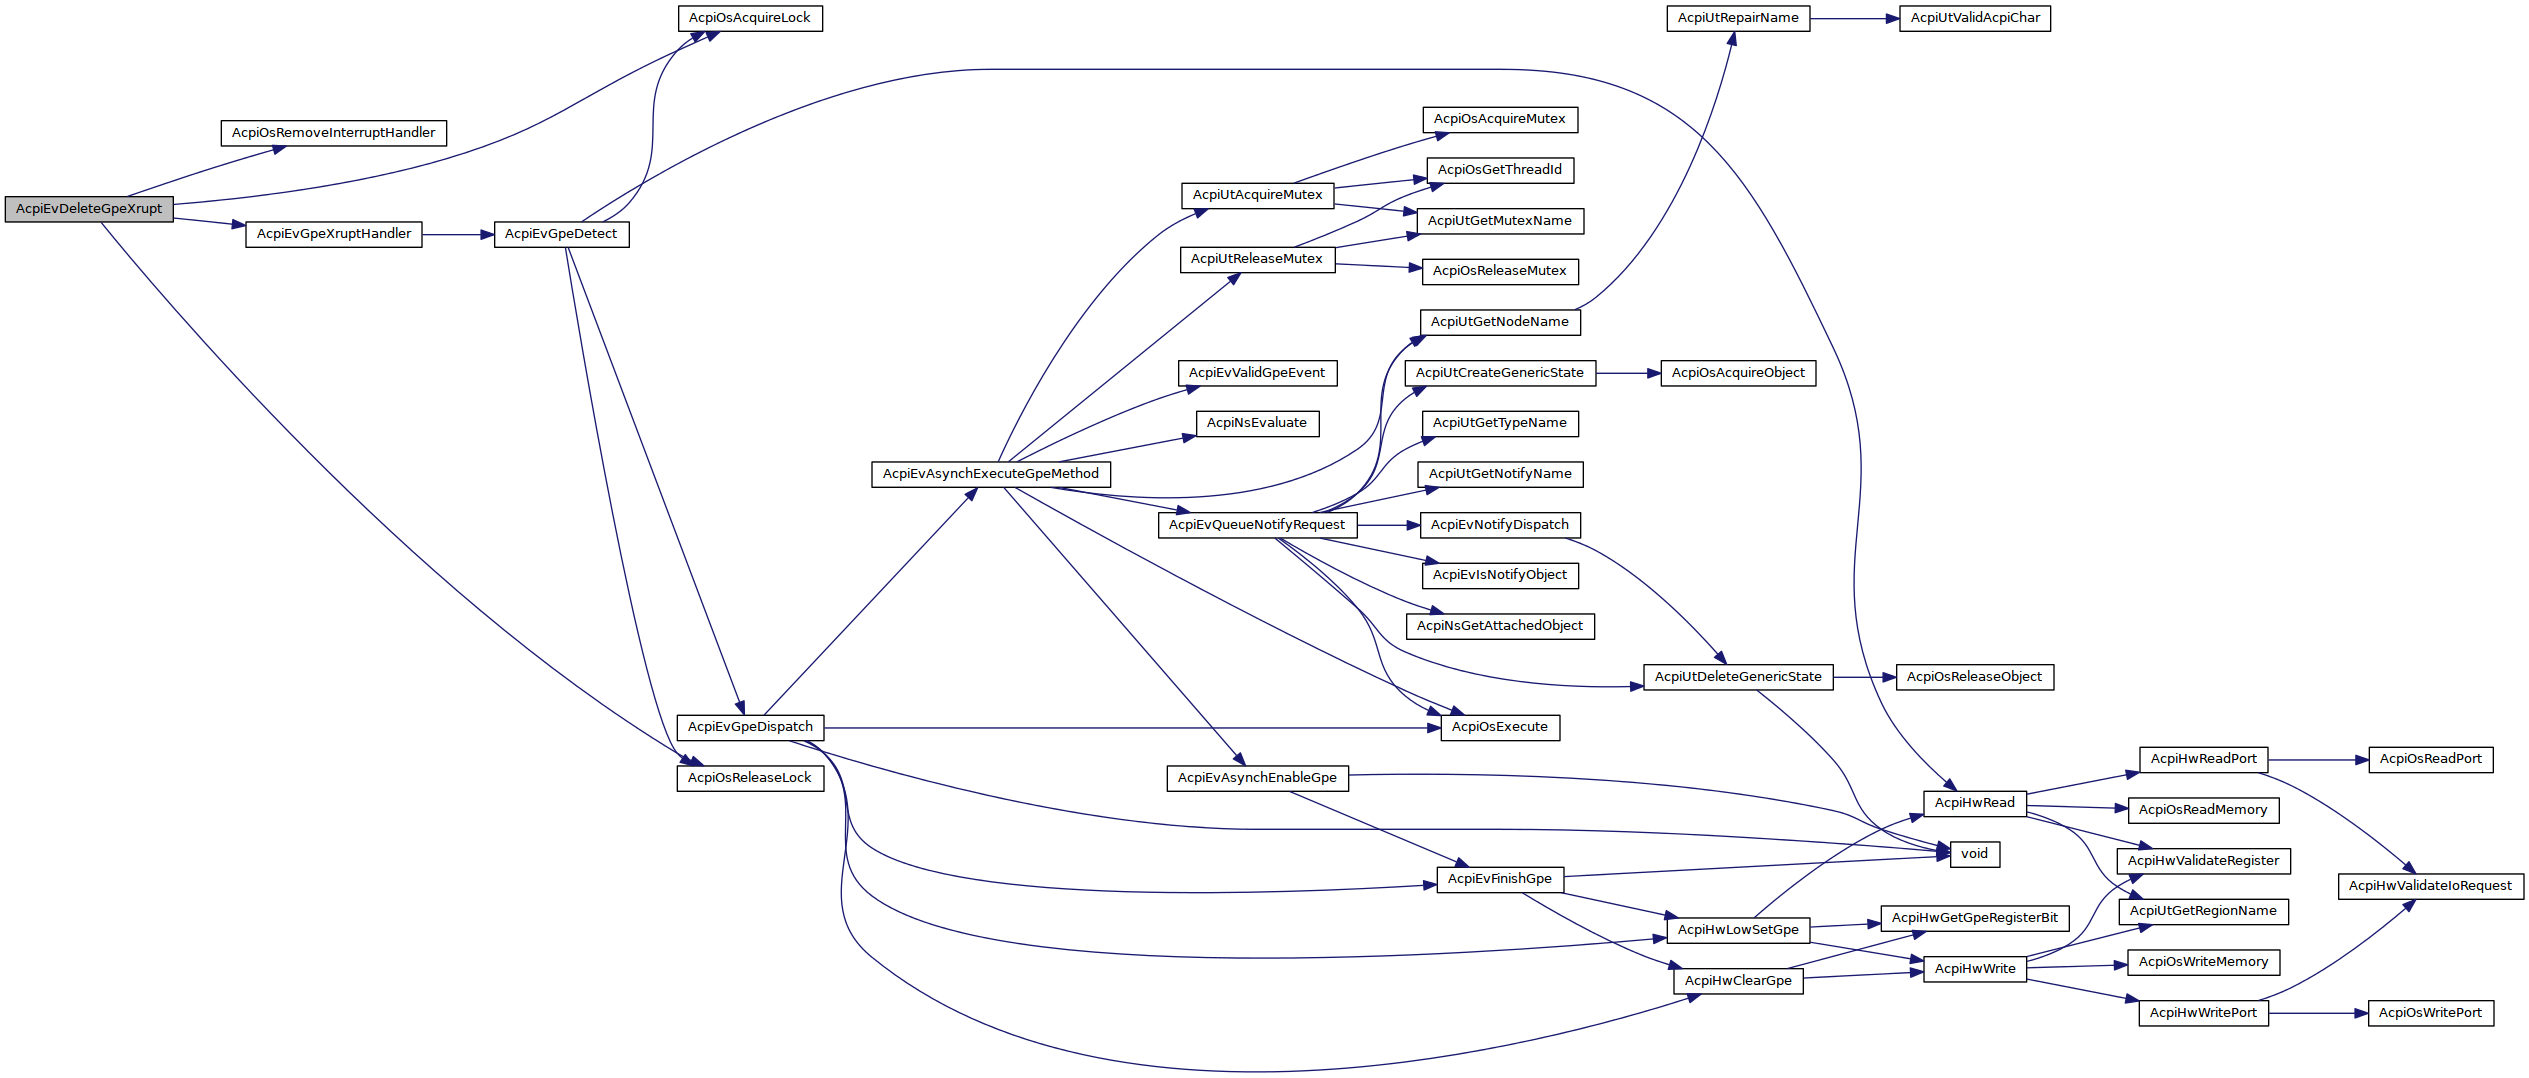 AcpiEvDeleteGpeXrupt
AcpiOsRemoveInterruptHandler
AcpiEvGpeXruptHandler
AcpiEvGpeDetect
AcpiOsAcquireLock
AcpiEvGpeDispatch
AcpiOsReleaseLock
AcpiEvAsynchExecuteGpeMethod
AcpiUtAcquireMutex
AcpiUtReleaseMutex
AcpiEvValidGpeEvent
AcpiNsEvaluate
AcpiEvQueueNotifyRequest
AcpiEvAsynchEnableGpe
AcpiOsAcquireMutex
AcpiOsGetThreadId
AcpiUtGetMutexName
AcpiOsReleaseMutex
AcpiUtGetNodeName
AcpiUtCreateGenericState
AcpiUtGetTypeName
AcpiUtGetNotifyName
AcpiEvNotifyDispatch
AcpiEvIsNotifyObject
AcpiNsGetAttachedObject
AcpiOsExecute
AcpiEvFinishGpe
AcpiUtRepairName
AcpiOsAcquireObject
AcpiUtDeleteGenericState
AcpiHwLowSetGpe
AcpiHwClearGpe
AcpiUtValidAcpiChar
AcpiOsReleaseObject
AcpiHwRead
void
AcpiHwGetGpeRegisterBit
AcpiHwWrite
AcpiHwReadPort
AcpiOsReadMemory
AcpiHwValidateRegister
AcpiUtGetRegionName
AcpiOsWriteMemory
AcpiHwWritePort
AcpiOsReadPort
AcpiHwValidateIoRequest
AcpiOsWritePort